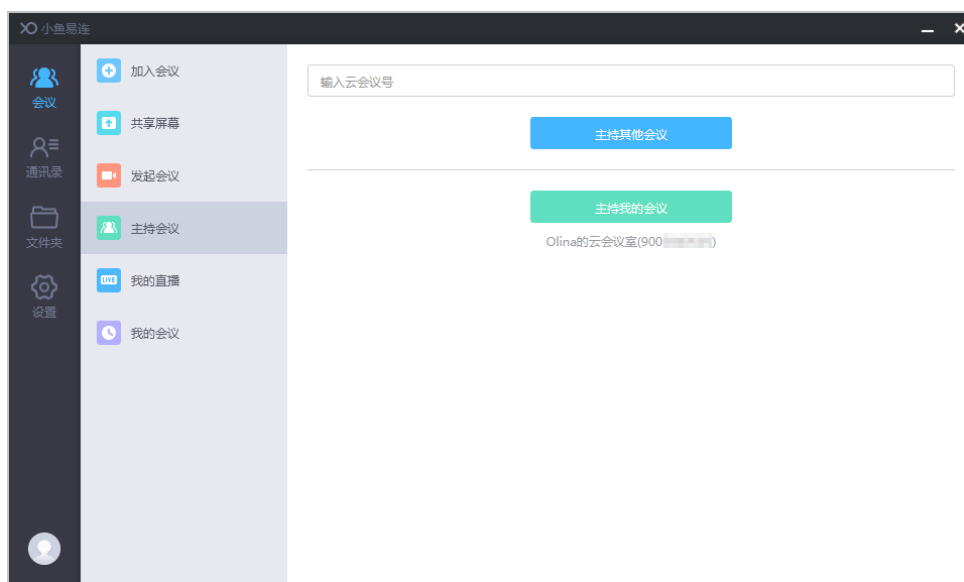 小鱼易连
会议
通讯录
文件夹
设置
加入会议
共享屏幕
发起会议
主持会议
LIVE
我的直播
我的会议
输入云会议号
主持其他会议
主持我的会议
Olina的云会议室(900 )